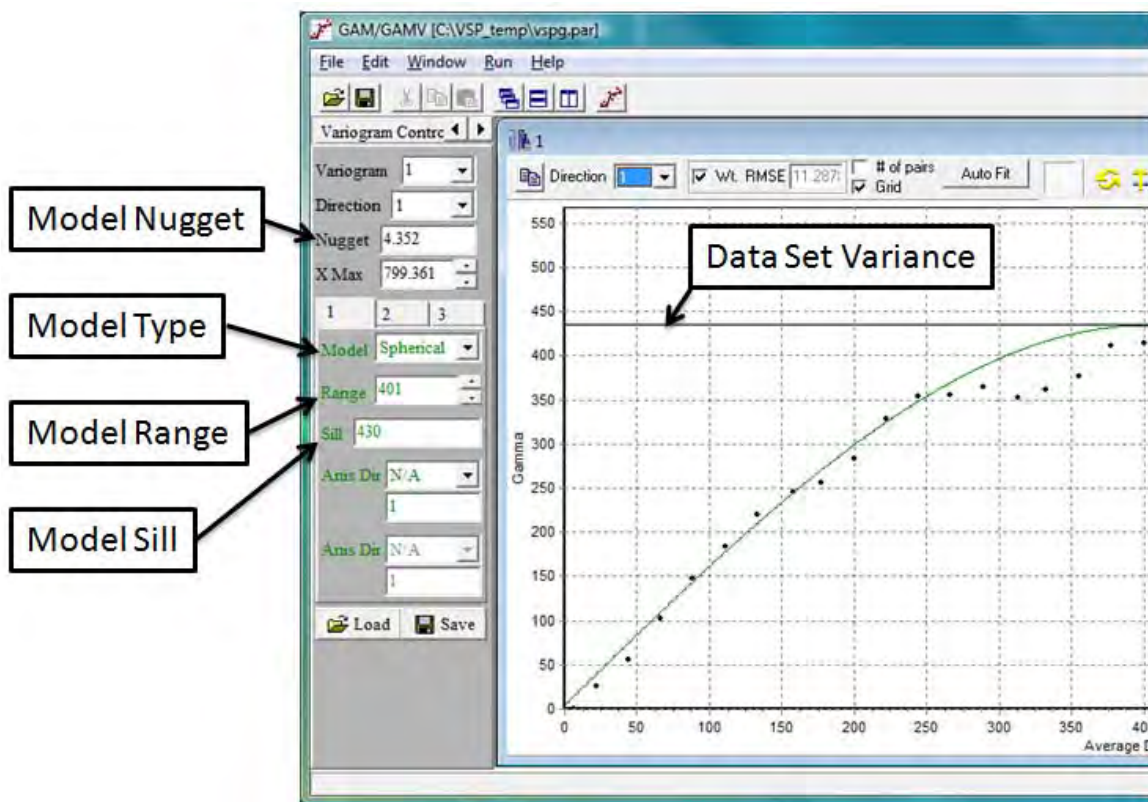 GAM/GAMV [C:\VSP_temp\vspg.par]
File Edit Window Run Help
Variogram Contrc
1
Variogram 1
Direction 1
Nugget 4.352
X Max 799.361
1 2 3
Model Spherical
Range 401
Sill 430
Anis Dir N/A
1
Anis Dir N/A
1
Load Save
Direction 1 Wt. RMSE 11.287 # of pairs
Grid
Auto Fit
Model Nugget
Model Type
Model Range
Model Sill
Data Set Variance
550
500
450
400
350
300
250
200
150
100
50
0
Gamma
0 50 100 150 200 250 300 350 40
Average D